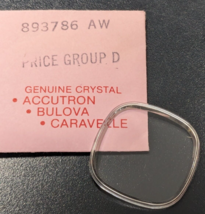 893786 AW
PRICE GROUP D
GENUINE CRYSTAL
• ACCUTRON
• BULOVA
• CARAVELLE